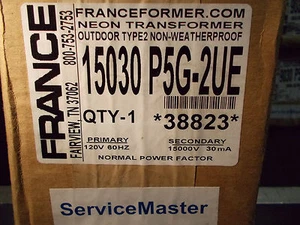 FRANCEFORMER.COM
NEON TRANSFORMER
OUTDOOR TYPE2 NON-WEATHERPROOF
15030 P5G-2UE
QTY-1 *38823*
PRIMARY SECONDARY
120V 60HZ 15000V 30mA
NORMAL POWER FACTOR
FRANCE
FAIRVIEW, TN 37062
800-753-2753
ServiceMaster